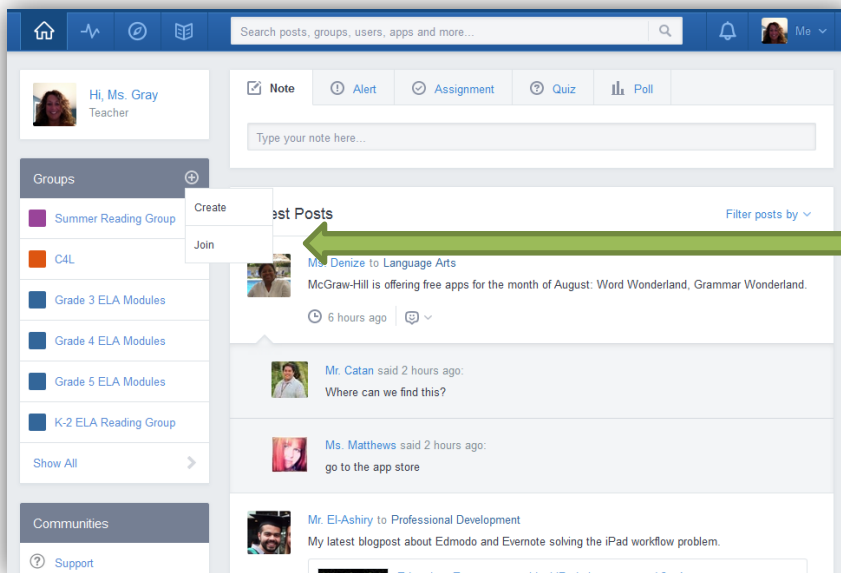 Search posts, groups, users, apps and more...
Me
Hi, Ms. Gray
Teacher
Note
Alert
Assignment
Quiz
Poll
Type your note here...
Groups
Create
Join
Summer Reading Group
C4L
Grade 3 ELA Modules
Grade 4 ELA Modules
Grade 5 ELA Modules
K-2 ELA Reading Group
Show All
Communities
Support
est Posts
Filter posts by
Ms. Denize to Language Arts
McGraw-Hill is offering free apps for the month of August: Word Wonderland, Grammar Wonderland.
6 hours ago
Mr. Catan said 2 hours ago:
Where can we find this?
Ms. Matthews said 2 hours ago:
go to the app store
Mr. El-Ashiry to Professional Development
My latest blogpost about Edmodo and Evernote solving the iPad workflow problem.